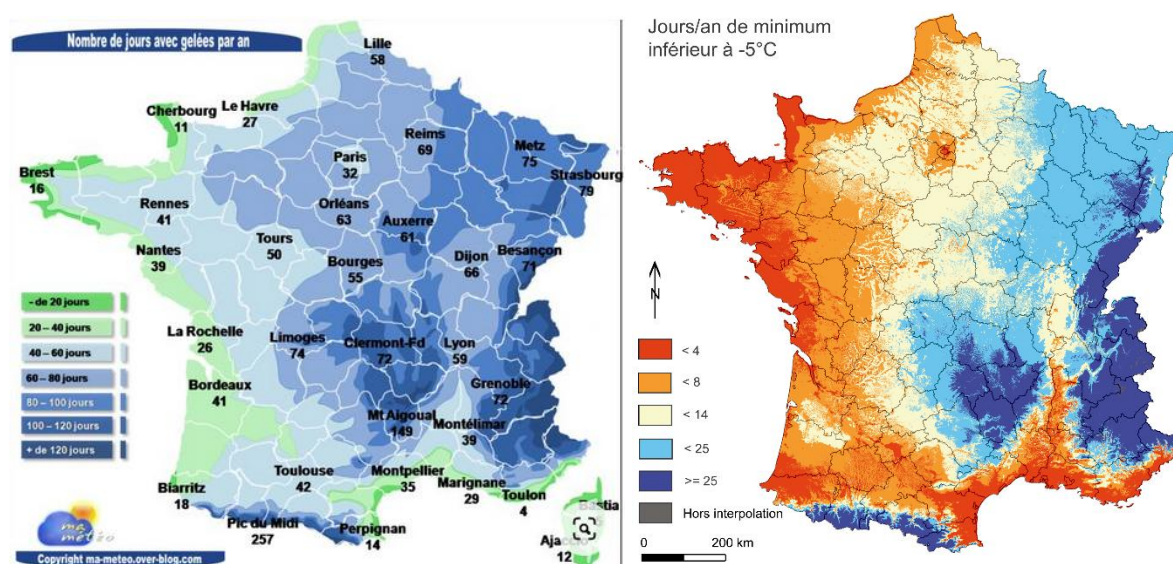 Nombre de jours avec gelées par an
Lille
58
Cherbourg
11
Le Havre
27
Reims
69
Metz
75
Paris
32
Strasbourg
79
Brest
16
Rennes
41
Orléans
63
Auxerre
61
Nantes
39
Tours
50
Bourges
55
Dijon
66
Besançon
71
- de 20 jours
20 – 40 jours
40 – 60 jours
60 – 80 jours
80 – 100 jours
100 – 120 jours
+ de 120 jours
La Rochelle
26
Limoges
74
Clermont-Fd
72
Lyon
59
Bordeaux
41
Grenoble
72
Mt Aigoual
149
Montélimar
39
Biarritz
18
Toulouse
42
Montpellier
35
Marignane
29
Toulon
4
Bastia
Pic du Midi
257
Perpignan
14
Ajaccio
12
ma
météo
Copyright ma-meteo.over-blog.com
Jours/an de minimum
inférieur à -5°C
N
< 4
< 8
< 14
< 25
>= 25
Hors interpolation
0 200 km